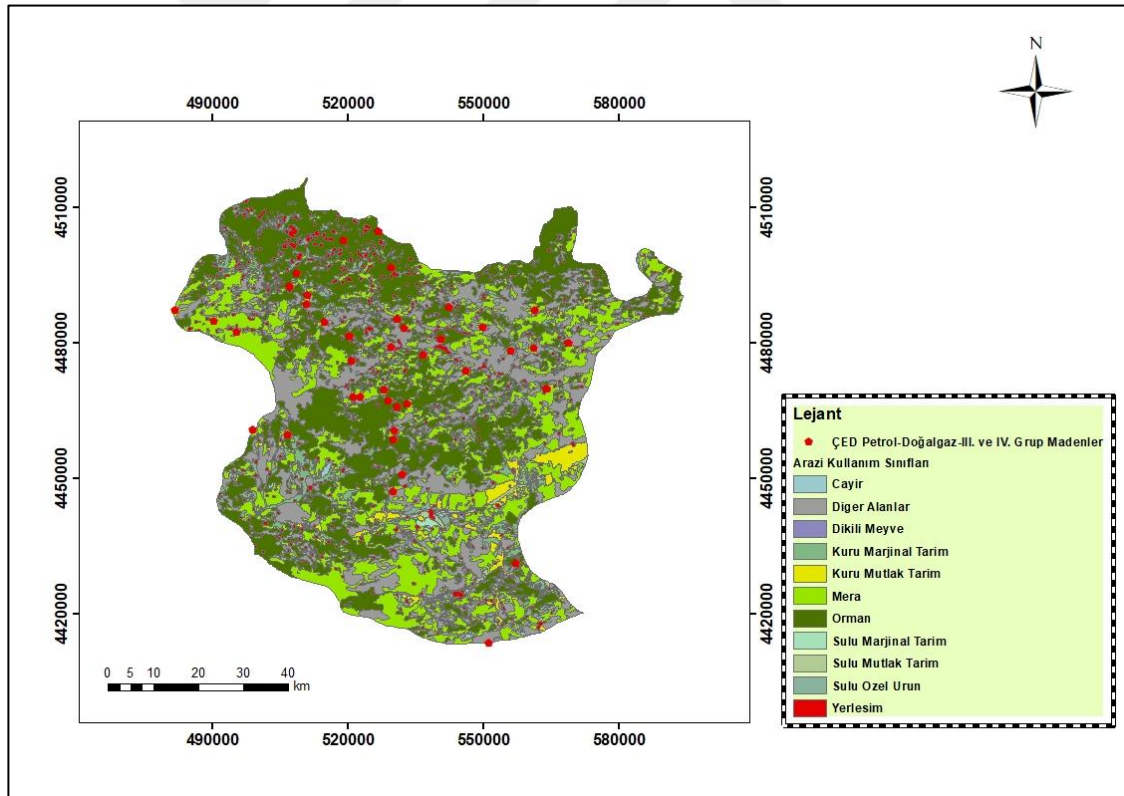 N
490000 520000 550000 580000
4510000 4510000
4480000 4480000
4450000 4450000
4420000 4420000
0 5 10 20 30 40
km
490000 520000 550000 580000
Lejant
ÇED Petrol-Doğalgaz-III. ve IV. Grup Madenler
Arazi Kullanım Sınıfları
Cayir
Diger Alanlar
Dikili Meyve
Kuru Marjinal Tarim
Kuru Mutlak Tarim
Mera
Orman
Sulu Marjinal Tarim
Sulu Mutlak Tarim
Sulu Ozel Urun
Yerlesim